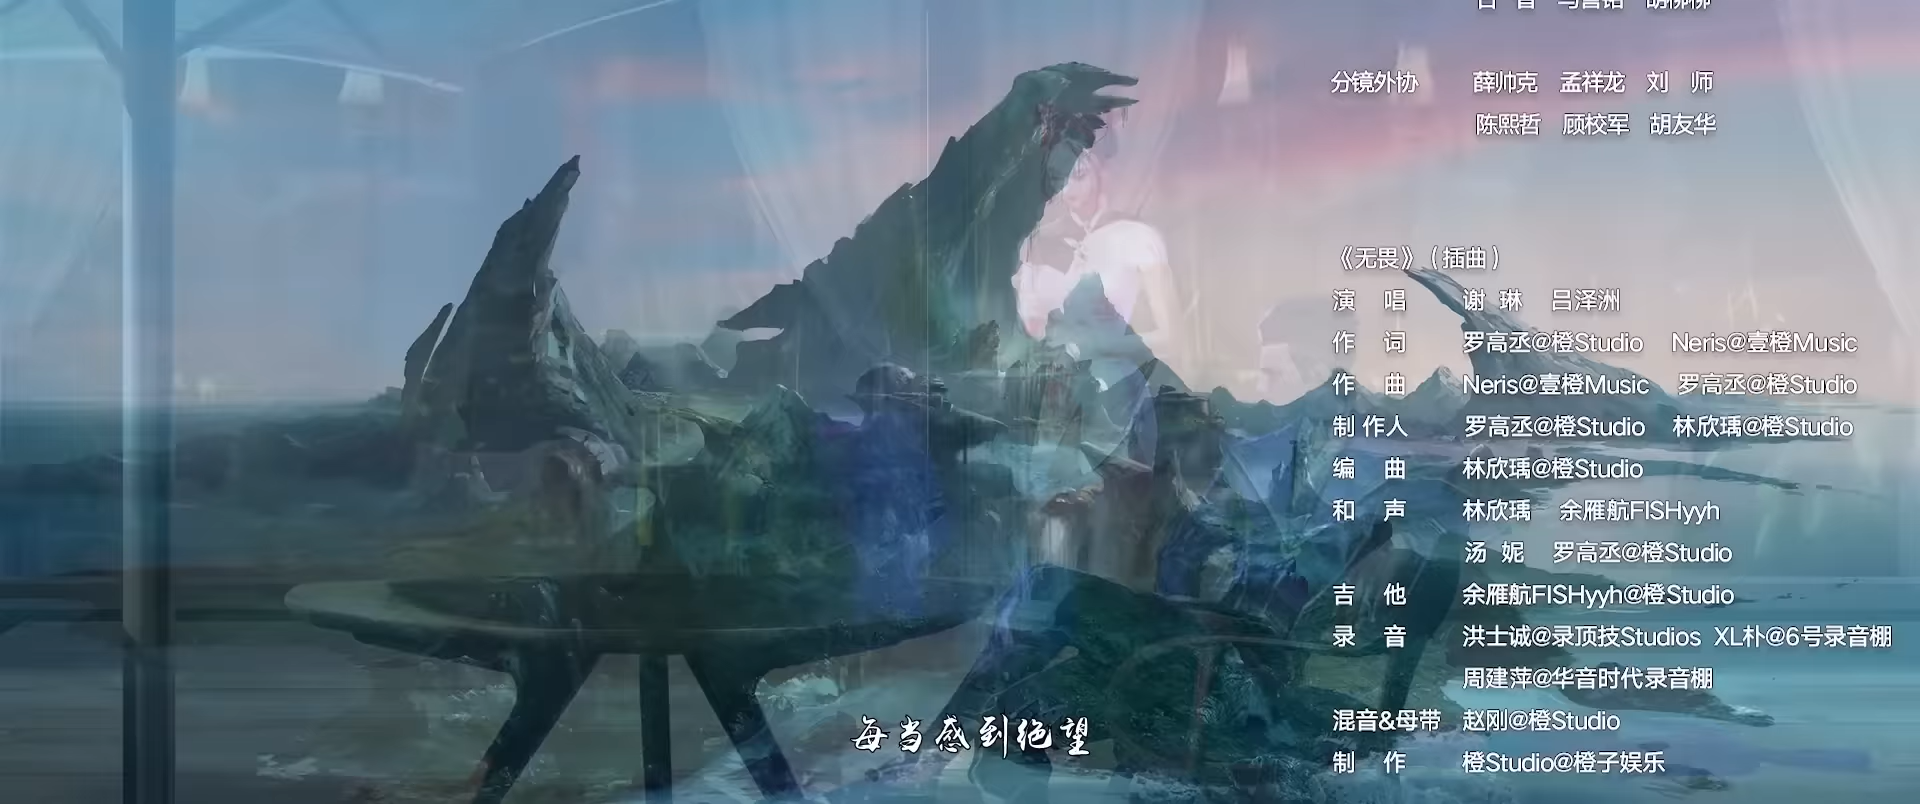 分镜外协 薛帅克 孟祥龙 刘 师
陈熙哲 顾校军 胡友华
《无畏》（插曲）
演 唱 谢 琳 吕泽洲
作 词 罗高丞@橙Studio Neris@壹橙Music
作 曲 Neris@壹橙Music 罗高丞@橙Studio
制作人 罗高丞@橙Studio 林欣瑀@橙Studio
编 曲 林欣瑀@橙Studio
和 声 林欣瑀 余雁航FISHyyh
汤 妮 罗高丞@橙Studio
吉 他 余雁航FISHyyh@橙Studio
录 音 洪士诚@录顶技Studios XL朴@6号录音棚
周建萍@华音时代录音棚
混音&母带 赵刚@橙Studio
制 作 橙Studio@橙子娱乐
每当感到绝望